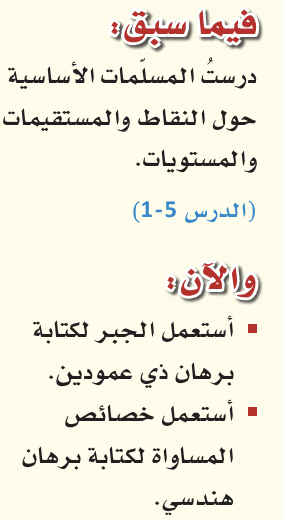 فيما سبق:
درستُ المسلّمات الأساسية
حول النقاط والمستقيمات
والمستويات.
(الدرس 5-1)
والآن:
■ أستعمل الجبر لكتابة
برهان ذي عمودين.
■ أستعمل خصائص
المساواة لكتابة برهان
هندسي.